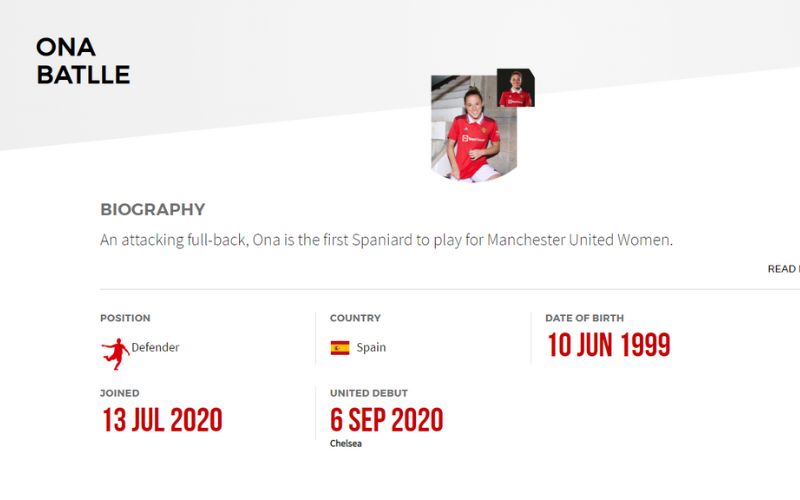 ONA
BATLLE
BIOGRAPHY
An attacking full-back, Ona is the first Spaniard to play for Manchester United Women.
READ
POSITION
Defender
COUNTRY
Spain
DATE OF BIRTH
10 JUN 1999
JOINED
13 JUL 2020
UNITED DEBUT
6 SEP 2020
Chelsea